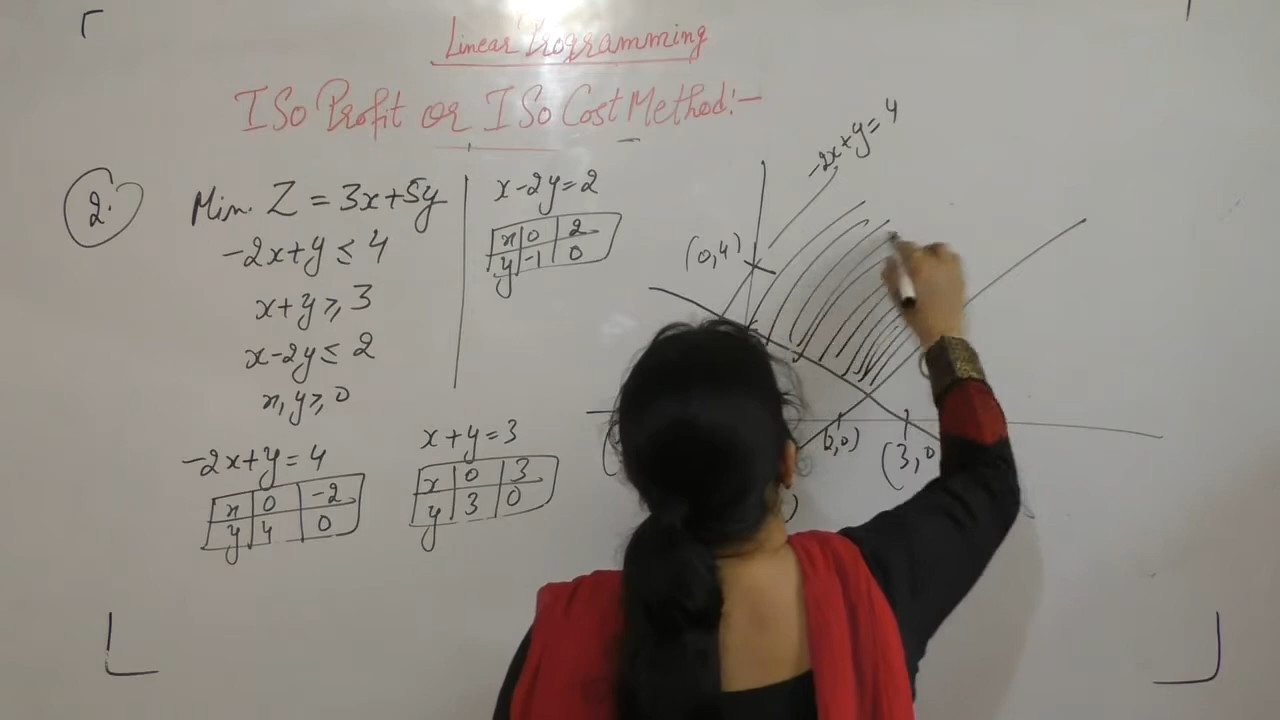 Linear Programming
ISo Profit or ISo Cost Method:-
2.
Min. Z = 3x+5y
-2x+y ≤ 4
x+y ≥ 3
x-2y ≤ 2
x, y ≥ 0
-2x+y = 4
x 0 -2
y 4 0
x+y = 3
x 0 3
y 3 0
x-2y = 2
x 0 2
y -1 0
-2x+y = 4
(0,4)
(2,0)
(3,0